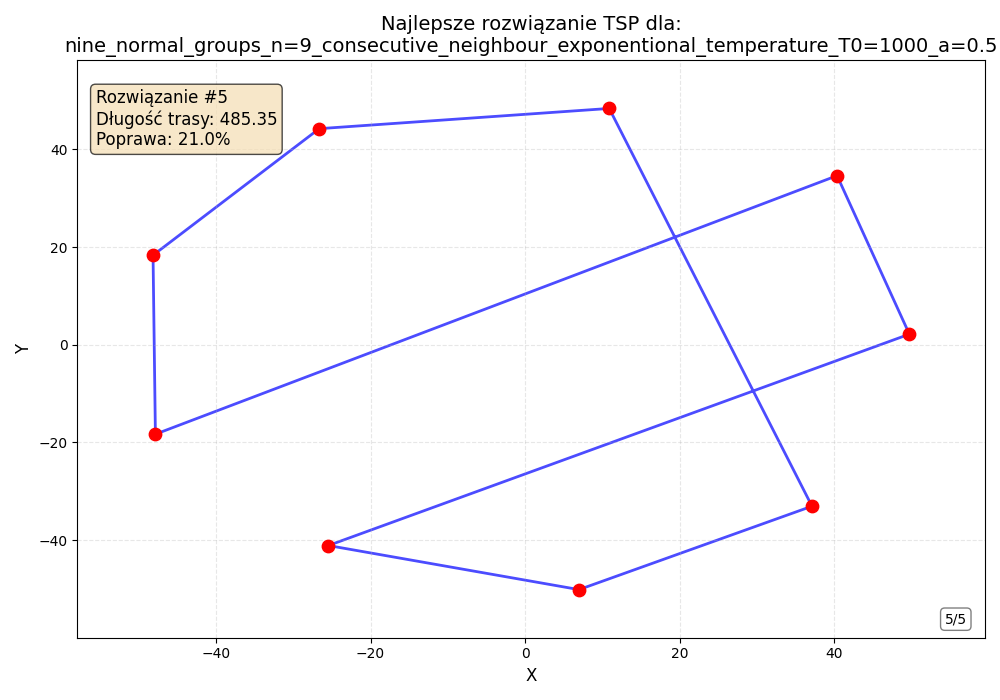 Najlepsze rozwiązanie TSP dla:
nine_normal_groups_n=9_consecutive_neighbour_exponentional_temperature_T0=1000_a=0.5
Rozwiązanie #5
Długość trasy: 485.35
Poprawa: 21.0%
40
20
0
−20
−40
Y
5/5
−40
−20
0
20
40
X